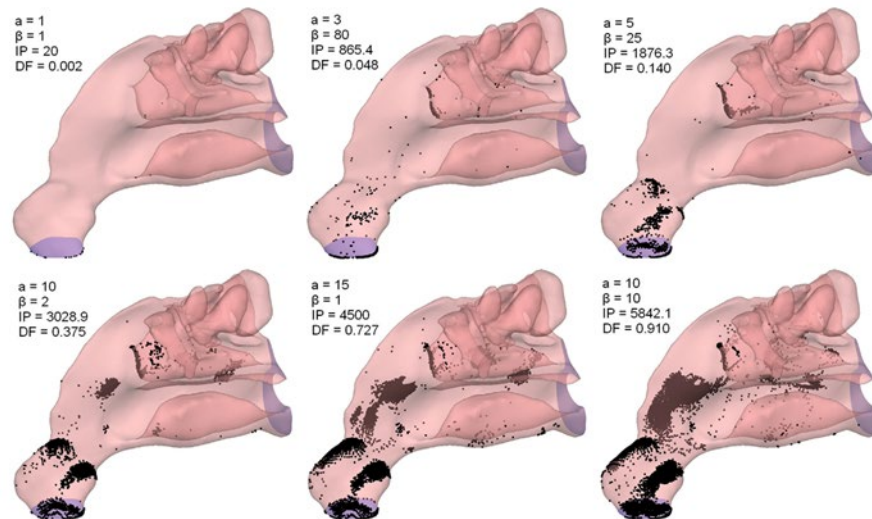 a = 1
β = 1
IP = 20
DF = 0.002
a = 3
β = 80
IP = 865.4
DF = 0.048
a = 5
β = 25
IP = 1876.3
DF = 0.140
a = 10
β = 2
IP = 3028.9
DF = 0.375
a = 15
β = 1
IP = 4500
DF = 0.727
a = 10
β = 10
IP = 5842.1
DF = 0.910